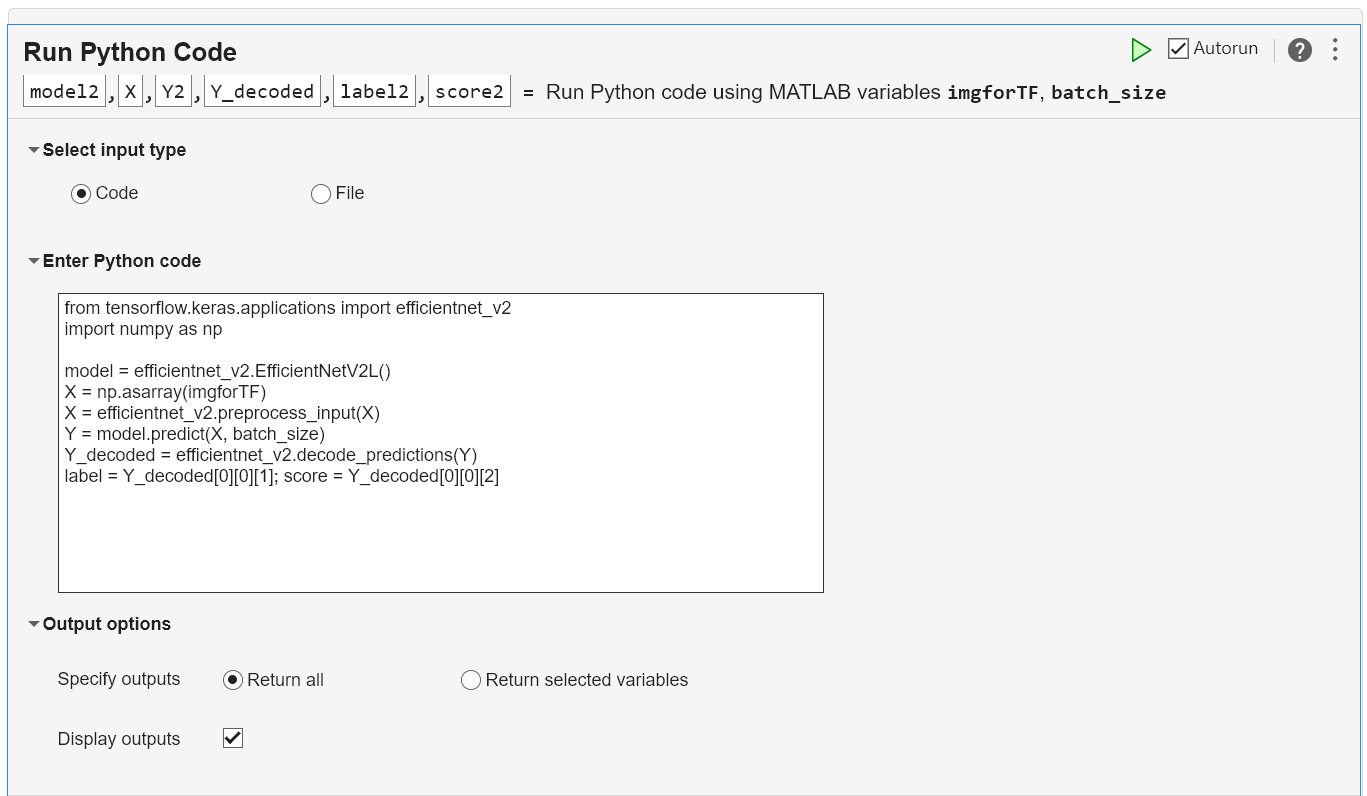 Run Python Code
Autorun
?
model2 , X , Y2 , Y_decoded , label2 , score2 = Run Python code using MATLAB variables imgforTF, batch_size
Select input type
Code File
Enter Python code
from tensorflow.keras.applications import efficientnet_v2
import numpy as np
model = efficientnet_v2.EfficientNetV2L()
X = np.asarray(imgforTF)
X = efficientnet_v2.preprocess_input(X)
Y = model.predict(X, batch_size)
Y_decoded = efficientnet_v2.decode_predictions(Y)
label = Y_decoded[0][0][1]; score = Y_decoded[0][0][2]
Output options
Specify outputs Return all Return selected variables
Display outputs